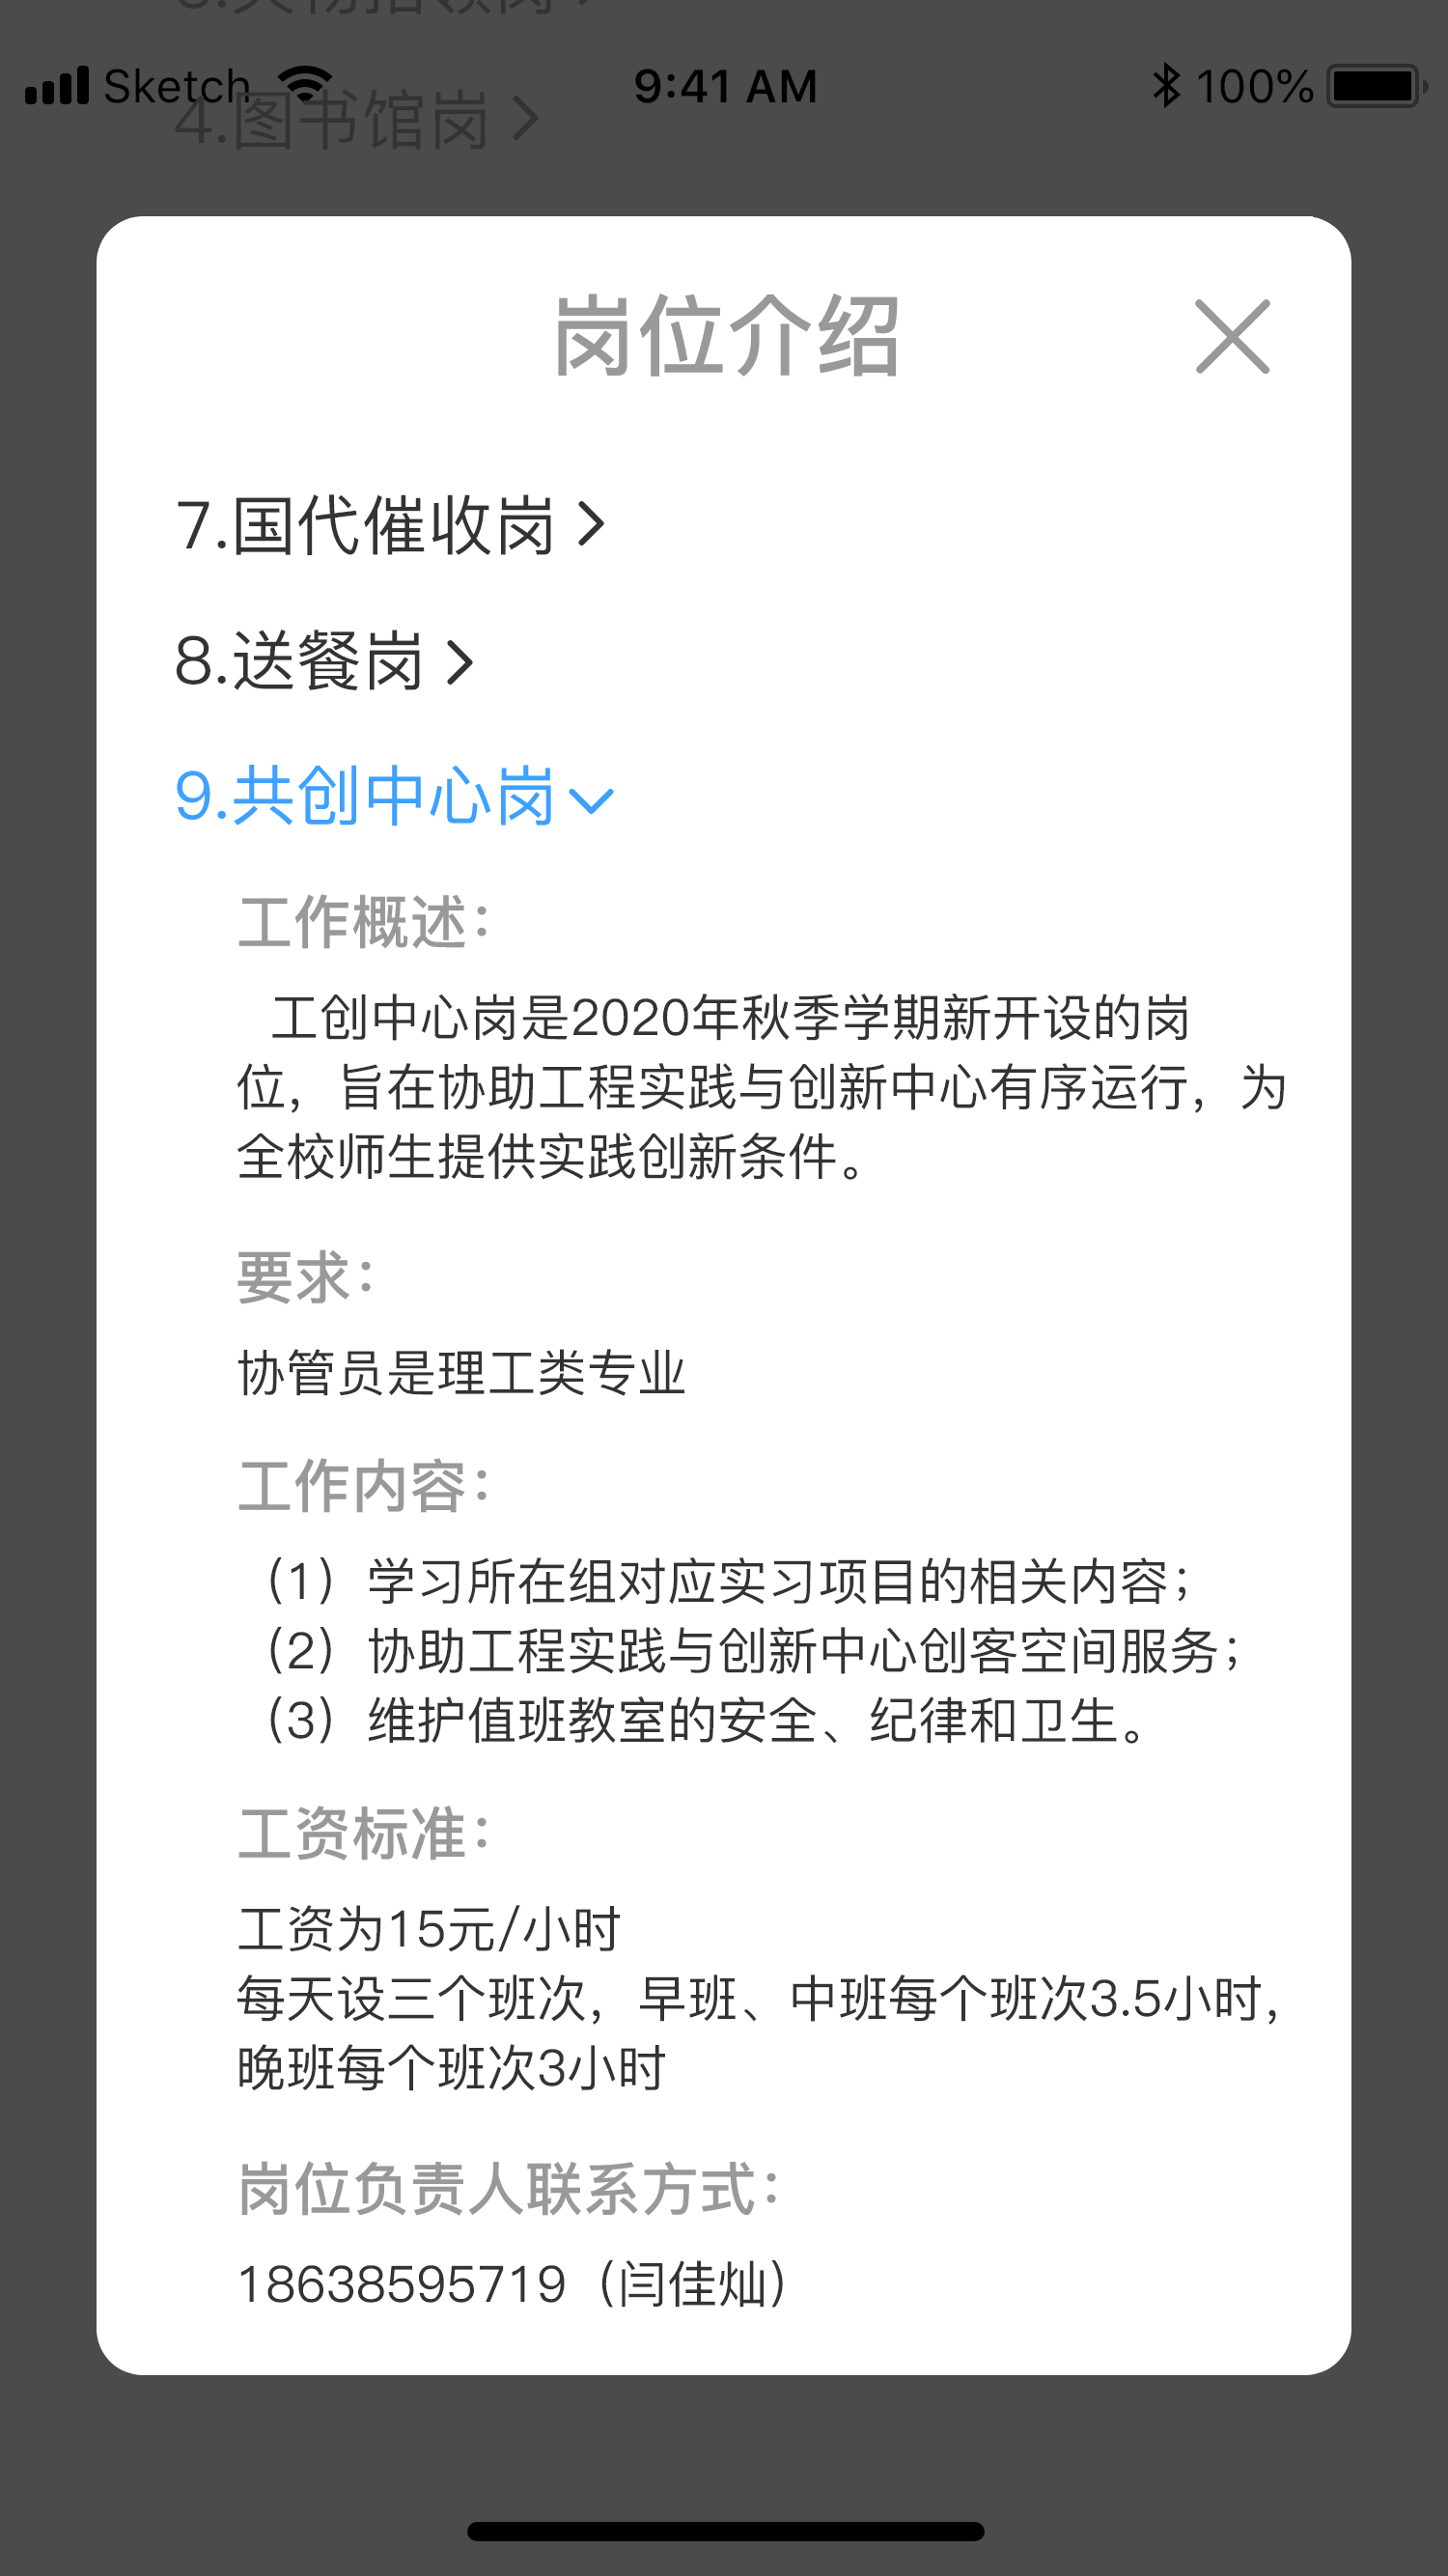 Sketch 9:41 AM 100%
4.图书馆岗
岗位介绍
7.国代催收岗
8.送餐岗
9.共创中心岗
工作概述：
工创中心岗是2020年秋季学期新开设的岗
位，旨在协助工程实践与创新中心有序运行，为
全校师生提供实践创新条件。
要求：
协管员是理工类专业
工作内容：
（1）学习所在组对应实习项目的相关内容；
（2）协助工程实践与创新中心创客空间服务；
（3）维护值班教室的安全、纪律和卫生。
工资标准：
工资为15元/小时
每天设三个班次，早班、中班每个班次3.5小时，
晚班每个班次3小时
岗位负责人联系方式：
18638595719（闫佳灿）